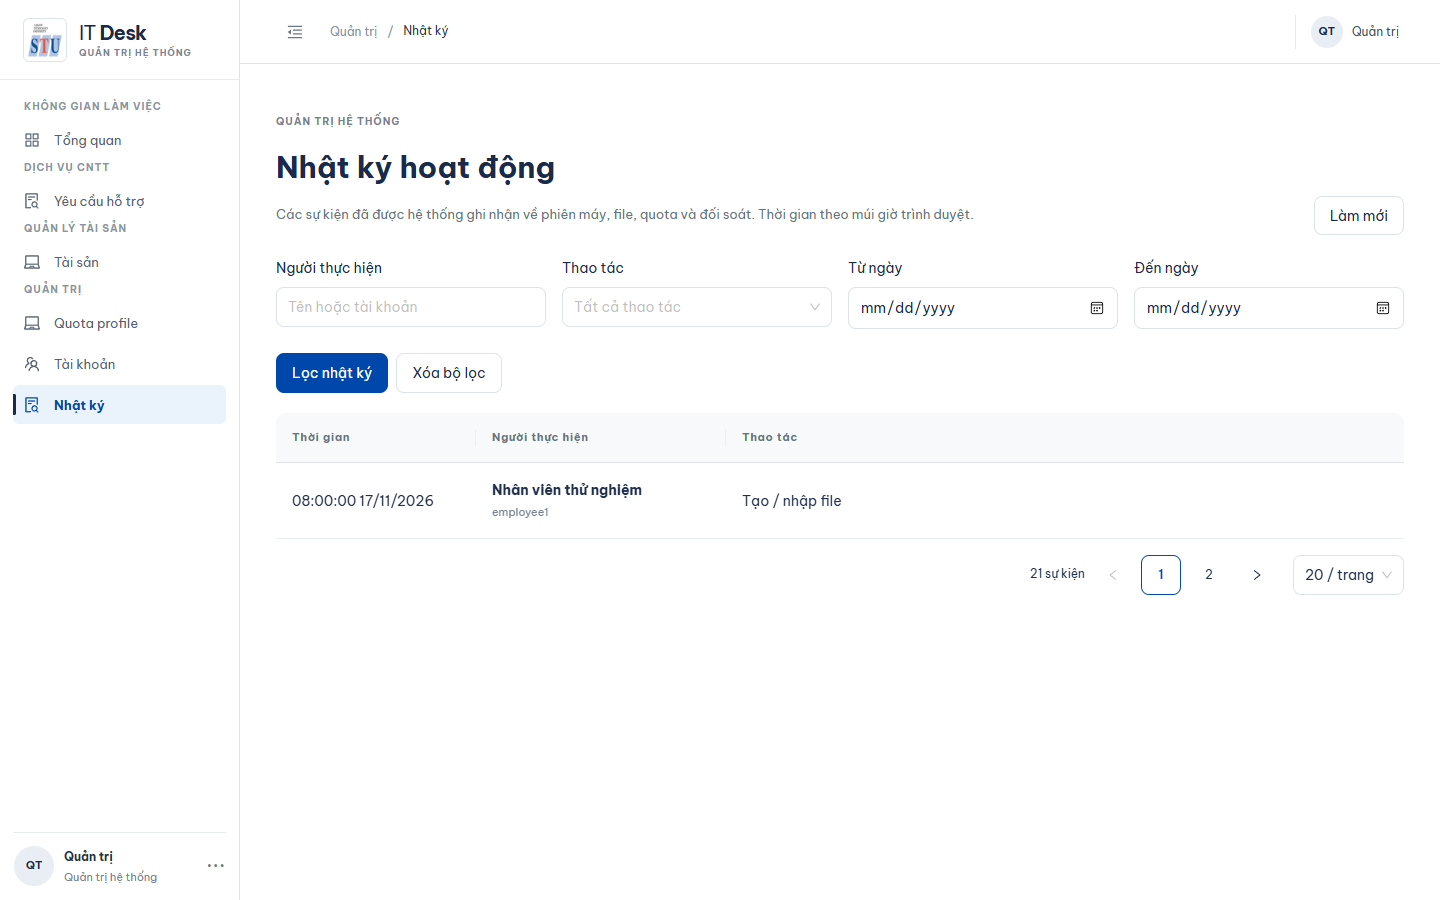 STU
IT Desk
QUẢN TRỊ HỆ THỐNG
KHÔNG GIAN LÀM VIỆC
Tổng quan
DỊCH VỤ CNTT
Yêu cầu hỗ trợ
QUẢN LÝ TÀI SẢN
Tài sản
QUẢN TRỊ
Quota profile
Tài khoản
Nhật ký
QT
Quản trị
Quản trị hệ thống
Quản trị / Nhật ký
QT Quản trị
QUẢN TRỊ HỆ THỐNG
Nhật ký hoạt động
Các sự kiện đã được hệ thống ghi nhận về phiên máy, file, quota và đối soát. Thời gian theo múi giờ trình duyệt.
Làm mới
Người thực hiện
Tên hoặc tài khoản
Thao tác
Tất cả thao tác
Từ ngày
mm/dd/yyyy
Đến ngày
mm/dd/yyyy
Lọc nhật ký
Xóa bộ lọc
Thời gian Người thực hiện Thao tác
08:00:00 17/11/2026
Nhân viên thử nghiệm
employee1
Tạo / nhập file
21 sự kiện
1
2
20 / trang